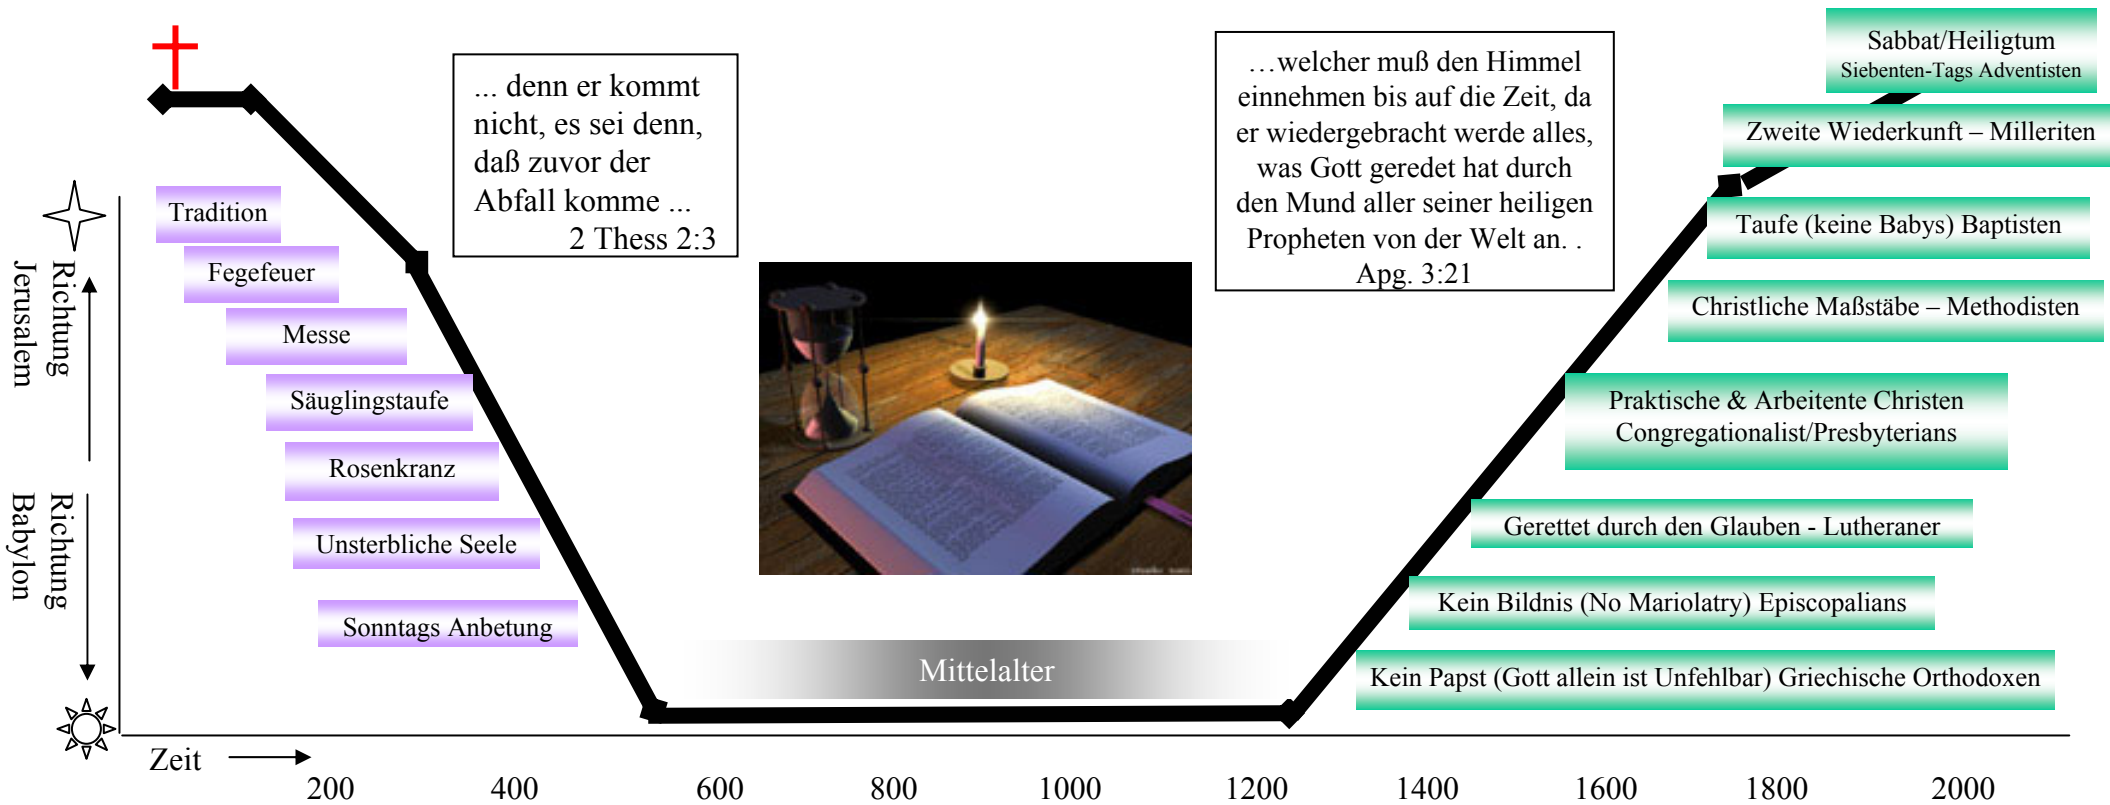 ... denn er kommt
nicht, es sei denn,
daß zuvor der
Abfall komme ...
2 Thess 2:3
…welcher muß den Himmel
einnehmen bis auf die Zeit, da
er wiedergebracht werde alles,
was Gott geredet hat durch
den Mund aller seiner heiligen
Propheten von der Welt an. .
Apg. 3:21
Richtung
Jerusalem
Richtung
Babylon
Tradition
Fegefeuer
Messe
Säuglingstaufe
Rosenkranz
Unsterbliche Seele
Sonntags Anbetung
Mittelalter
Sabbat/Heiligtum
Siebenten-Tags Adventisten
Zweite Wiederkunft – Milleriten
Taufe (keine Babys) Baptisten
Christliche Maßstäbe – Methodisten
Praktische & Arbeitente Christen
Congregationalist/Presbyterians
Gerettet durch den Glauben - Lutheraner
Kein Bildnis (No Mariolatry) Episcopalians
Kein Papst (Gott allein ist Unfehlbar) Griechische Orthodoxen
Zeit
200 400 600 800 1000 1200 1400 1600 1800 2000